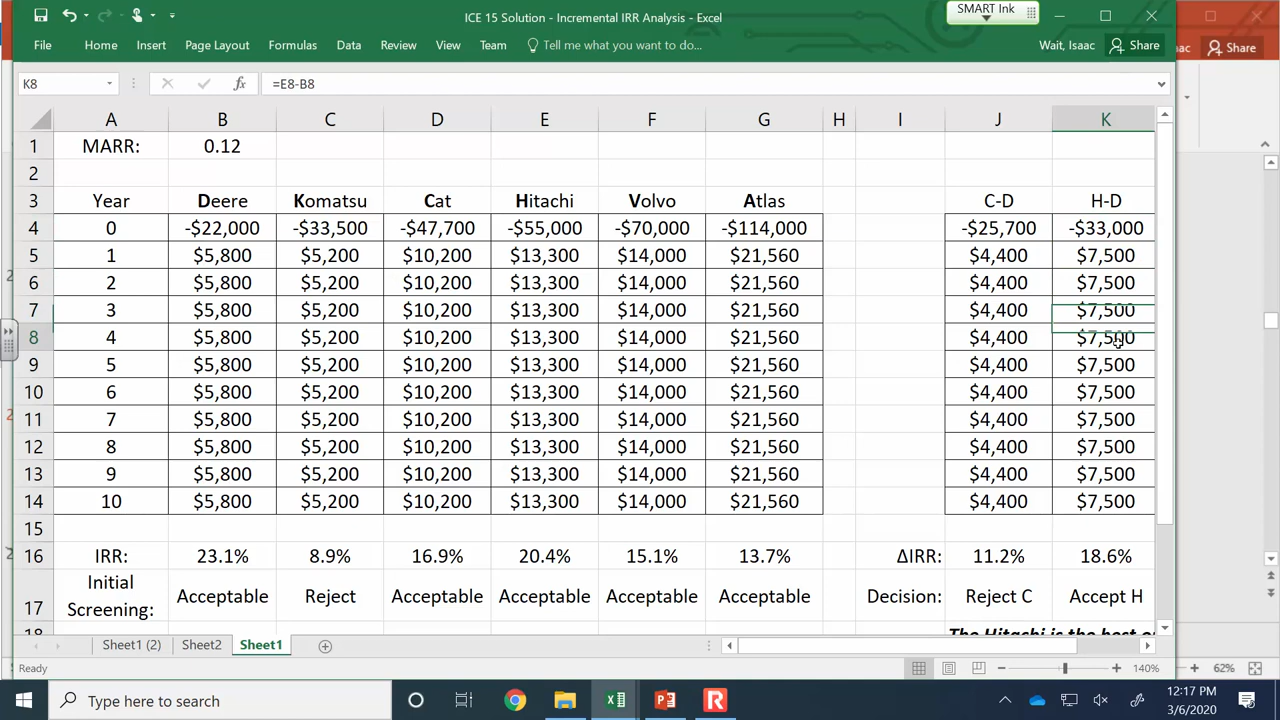 ICE 15 Solution - Incremental IRR Analysis - Excel
SMART Ink
File Home Insert Page Layout Formulas Data Review View Team Tell me what you want to do... Wait, Isaac Share
ac Share
K8 fx =E8-B8
A B C D E F G H I J K
1 MARR: 0.12
2
3 Year Deere Komatsu Cat Hitachi Volvo Atlas C-D H-D
4 0 -$22,000 -$33,500 -$47,700 -$55,000 -$70,000 -$114,000 -$25,700 -$33,000
5 1 $5,800 $5,200 $10,200 $13,300 $14,000 $21,560 $4,400 $7,500
6 2 $5,800 $5,200 $10,200 $13,300 $14,000 $21,560 $4,400 $7,500
7 3 $5,800 $5,200 $10,200 $13,300 $14,000 $21,560 $4,400 $7,500
8 4 $5,800 $5,200 $10,200 $13,300 $14,000 $21,560 $4,400 $7,500
9 5 $5,800 $5,200 $10,200 $13,300 $14,000 $21,560 $4,400 $7,500
10 6 $5,800 $5,200 $10,200 $13,300 $14,000 $21,560 $4,400 $7,500
11 7 $5,800 $5,200 $10,200 $13,300 $14,000 $21,560 $4,400 $7,500
12 8 $5,800 $5,200 $10,200 $13,300 $14,000 $21,560 $4,400 $7,500
13 9 $5,800 $5,200 $10,200 $13,300 $14,000 $21,560 $4,400 $7,500
14 10 $5,800 $5,200 $10,200 $13,300 $14,000 $21,560 $4,400 $7,500
15
16 IRR: 23.1% 8.9% 16.9% 20.4% 15.1% 13.7% ΔIRR: 11.2% 18.6%
17 Initial Screening: Acceptable Reject Acceptable Acceptable Acceptable Acceptable Decision: Reject C Accept H
The Hitachi is the best
Sheet1 (2) Sheet2 Sheet1
Ready 140% 62%
Type here to search
12:17 PM
3/6/2020